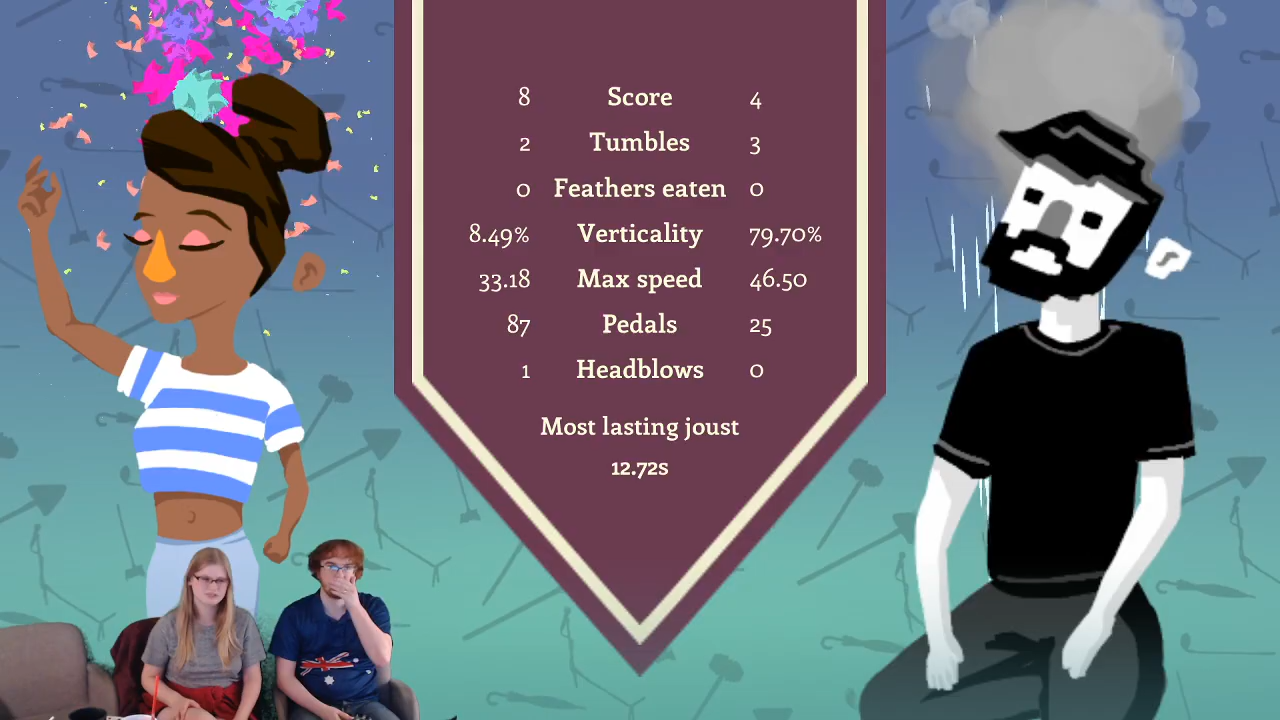 8 Score 4
2 Tumbles 3
0 Feathers eaten 0
8.49% Verticality 79.70%
33.18 Max speed 46.50
87 Pedals 25
1 Headblows 0
Most lasting joust
12.72s